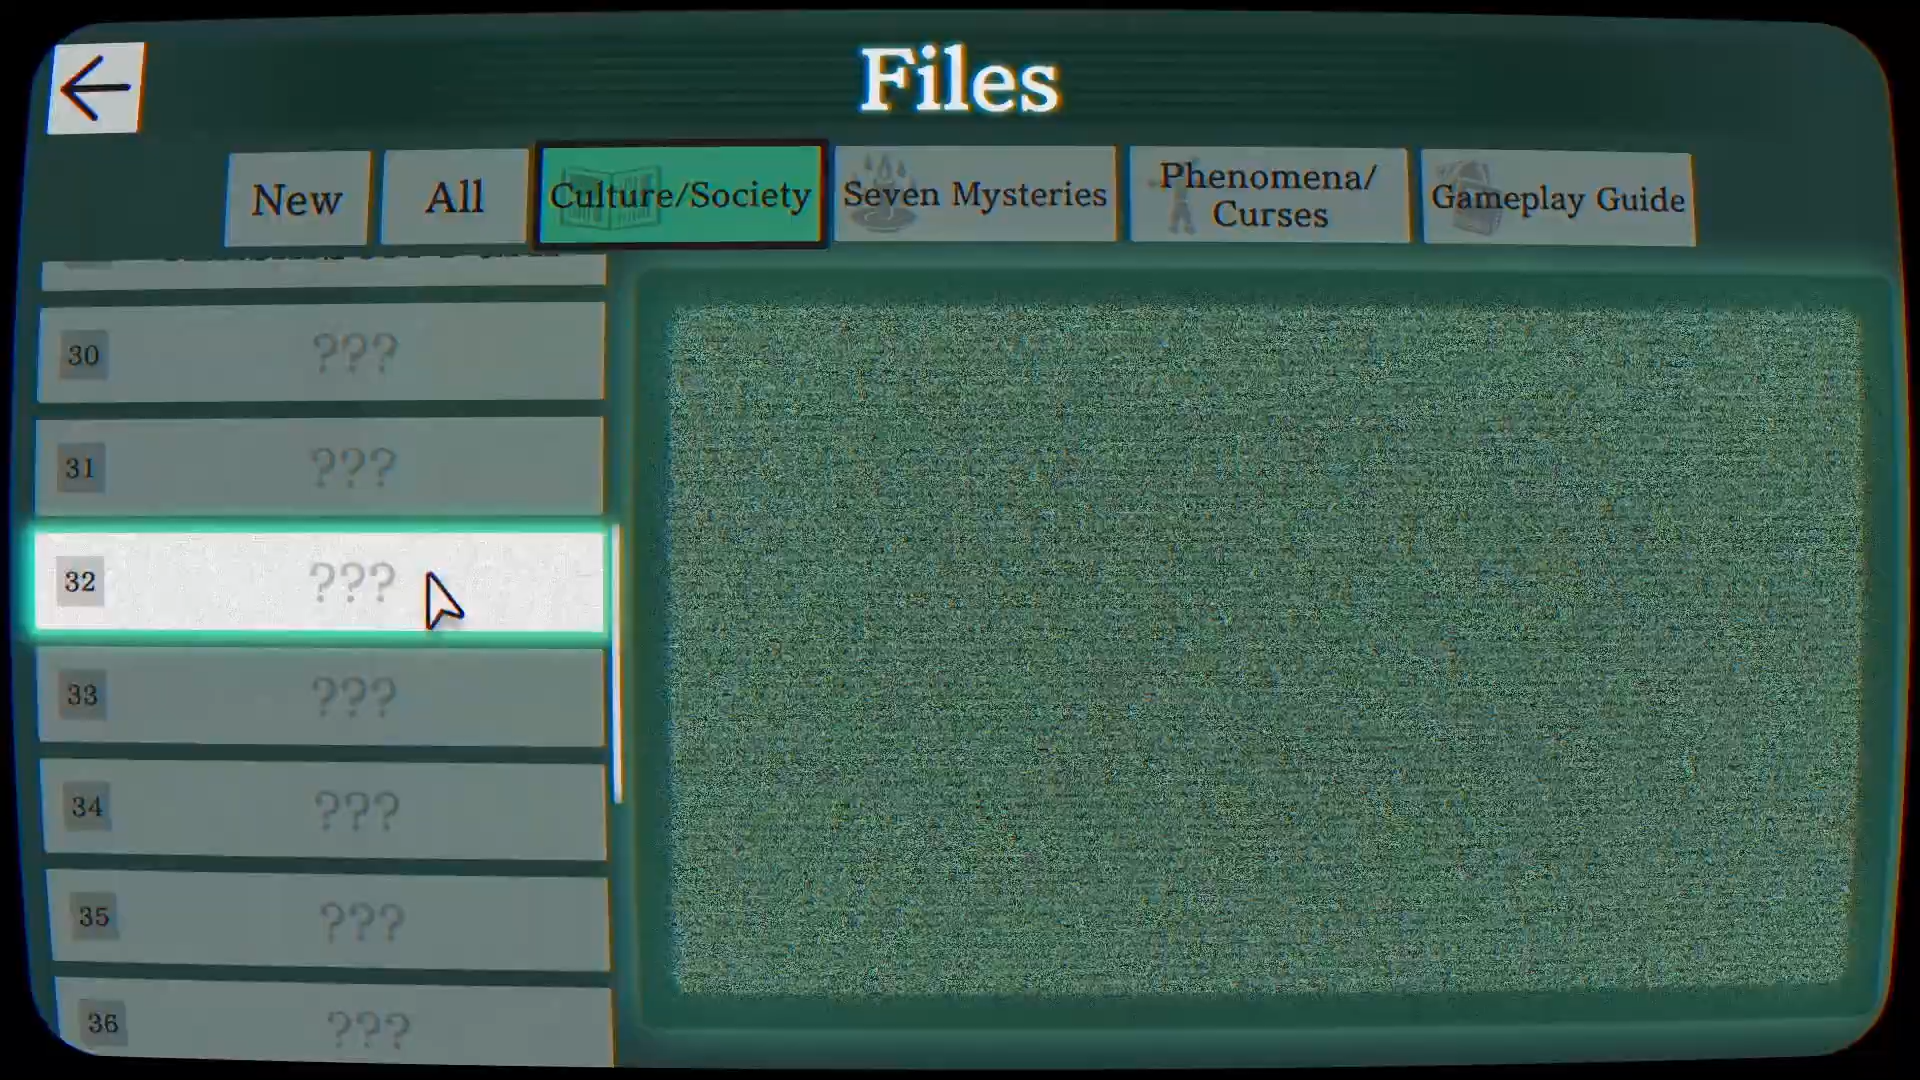 Files
New
All
Culture/Society
Seven Mysteries
Phenomena/
Curses
Gameplay Guide
30
???
31
???
32
???
33
???
34
???
35
???
36
???